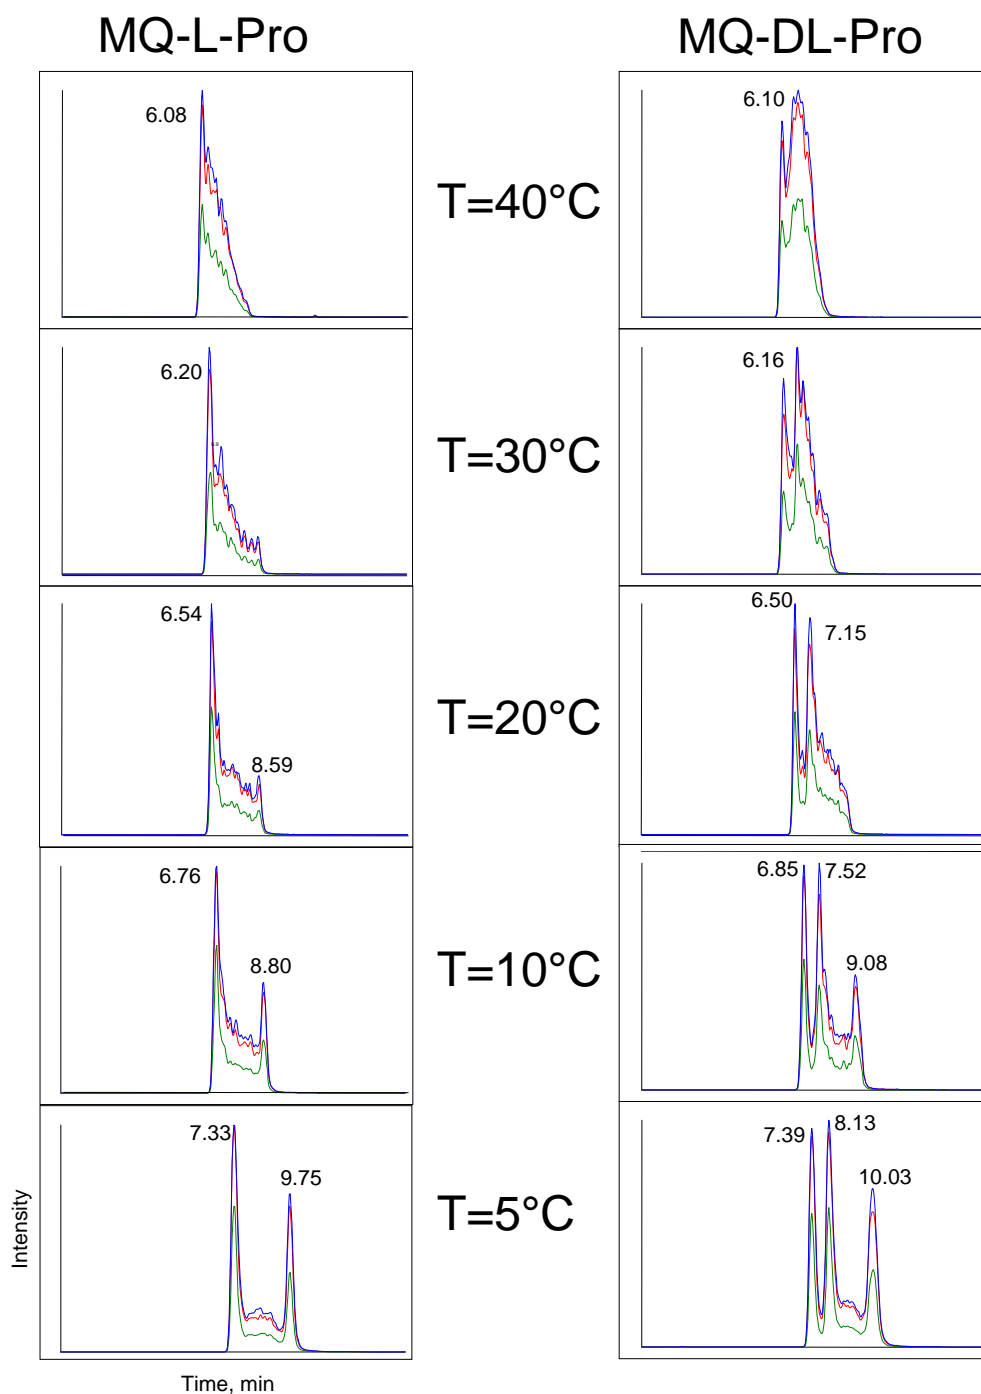 MQ-L-Pro
MQ-DL-Pro
6.08
T=40°C
6.10
6.20
T=30°C
6.16
6.54
8.59
T=20°C
6.50
7.15
6.76
8.80
T=10°C
6.85
7.52
9.08
7.33
9.75
T=5°C
7.39
8.13
10.03
Intensity
Time, min